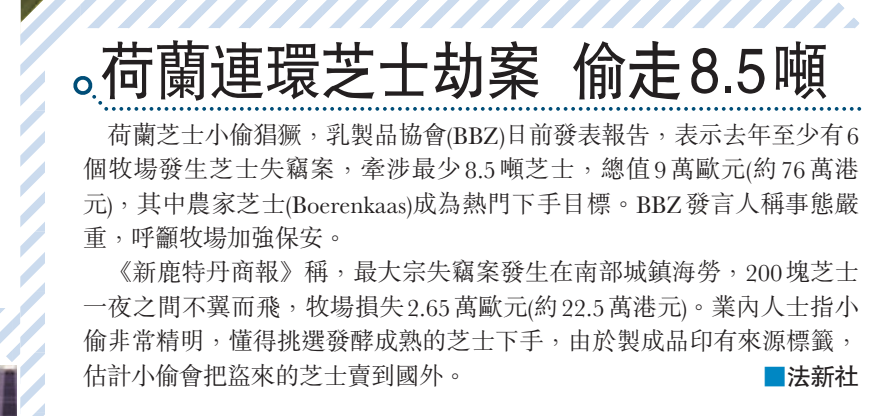 荷蘭連環芝士劫案 偷走8.5噸
荷蘭芝士小偷猖獗，乳製品協會(BBZ)日前發表報告，表示去年至少有6
個牧場發生芝士失竊案，牽涉最少8.5噸芝士，總值9萬歐元(約76萬港
元)，其中農家芝士(Boerenkaas)成為熱門下手目標。BBZ發言人稱事態嚴
重，呼籲牧場加強保安。
《新鹿特丹商報》稱，最大宗失竊案發生在南部城鎮海勞，200塊芝士
一夜之間不翼而飛，牧場損失2.65萬歐元(約22.5萬港元)。業內人士指小
偷非常精明，懂得挑選發酵成熟的芝士下手，由於製成品印有來源標籤，
估計小偷會把盜來的芝士賣到國外。 ■法新社